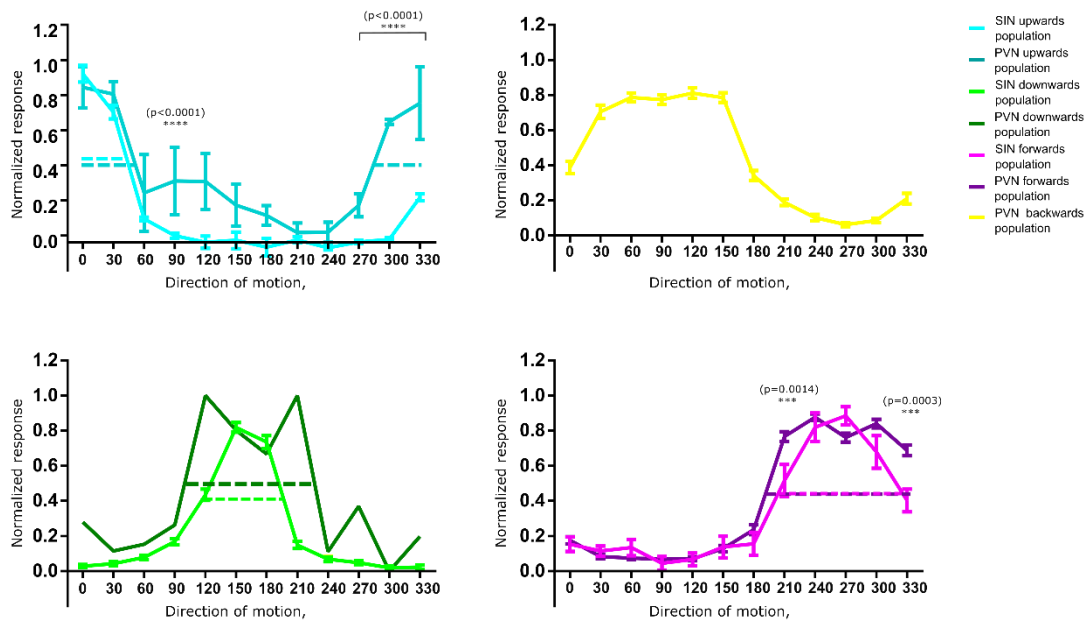 (p<0.0001)
****
(p<0.0001)
****
Normalized response
1.2
1.0
0.8
0.6
0.4
0.2
0.0
0 30 60 90 120 150 180 210 240 270 300 330
Direction of motion,
Normalized response
1.2
1.0
0.8
0.6
0.4
0.2
0.0
0 30 60 90 120 150 180 210 240 270 300 330
Direction of motion,
SIN upwards
population
PVN upwards
population
SIN downwards
population
PVN downwards
population
SIN forwards
population
PVN forwards
population
PVN backwards
population
Normalized response
1.2
1.0
0.8
0.6
0.4
0.2
0.0
0 30 60 90 120 150 180 210 240 270 300 330
Direction of motion,
(p=0.0014)
***
(p=0.0003)
***
Normalized response
1.2
1.0
0.8
0.6
0.4
0.2
0.0
0 30 60 90 120 150 180 210 240 270 300 330
Direction of motion,